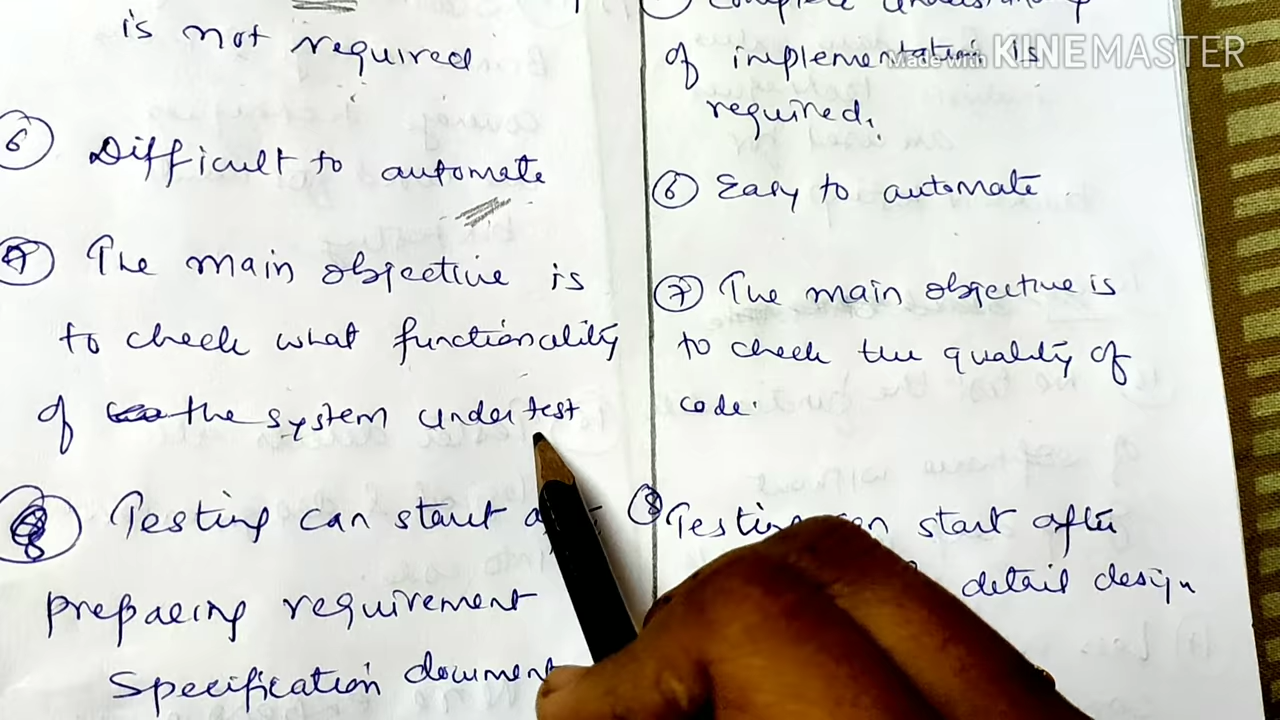 is not required
⑥ Difficult to automate
⑦ The main objective is
to check what functionality
of the system under test
⑧ Testing can start
preparing requirement
Specification document
of implementation is
required.
⑥ Easy to automate
⑦ The main objective is
to check the quality of
code.
⑧ Testing can start after
detail design
Made with KINEMASTER